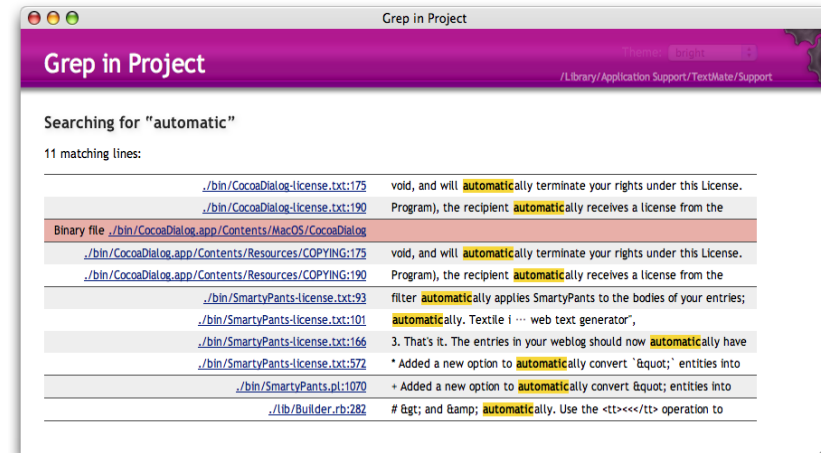 Grep in Project
Grep in Project
Theme: bright
/Library/Application Support/TextMate/Support
Searching for “automatic”
11 matching lines:
./bin/CocoaDialog-license.txt:175 void, and will automatically terminate your rights under this License.
./bin/CocoaDialog-license.txt:190 Program), the recipient automatically receives a license from the
Binary file ./bin/CocoaDialog.app/Contents/MacOS/CocoaDialog
./bin/CocoaDialog.app/Contents/Resources/COPYING:175 void, and will automatically terminate your rights under this License.
./bin/CocoaDialog.app/Contents/Resources/COPYING:190 Program), the recipient automatically receives a license from the
./bin/SmartyPants-license.txt:93 filter automatically applies SmartyPants to the bodies of your entries;
./bin/SmartyPants-license.txt:101 automatically. Textile i ··· web text generator",
./bin/SmartyPants-license.txt:166 3. That's it. The entries in your weblog should now automatically have
./bin/SmartyPants-license.txt:572 * Added a new option to automatically convert `&quot;` entities into
./bin/SmartyPants.pl:1070 + Added a new option to automatically convert &quot; entities into
./lib/Builder.rb:282 # &gt; and &amp; automatically. Use the <tt><<</tt> operation to